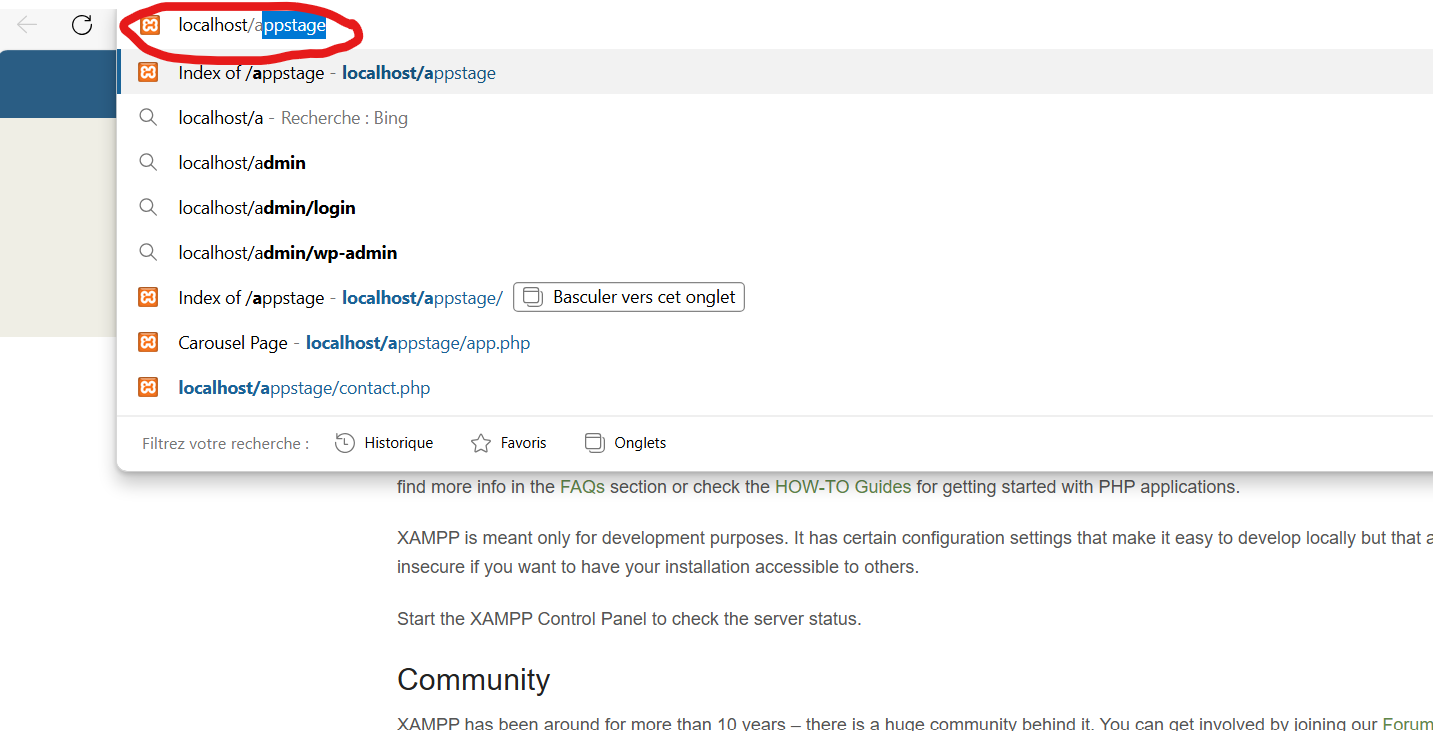 localhost/appstage
Index of /appstage - localhost/appstage
localhost/a - Recherche : Bing
localhost/admin
localhost/admin/login
localhost/admin/wp-admin
Index of /appstage - localhost/appstage/ Basculer vers cet onglet
Carousel Page - localhost/appstage/app.php
localhost/appstage/contact.php
Filtrez votre recherche : Historique Favoris Onglets
find more info in the FAQs section or check the HOW-TO Guides for getting started with PHP applications.
XAMPP is meant only for development purposes. It has certain configuration settings that make it easy to develop locally but that a
insecure if you want to have your installation accessible to others.
Start the XAMPP Control Panel to check the server status.
Community
XAMPP has been around for more than 10 years – there is a huge community behind it. You can get involved by joining our Forum